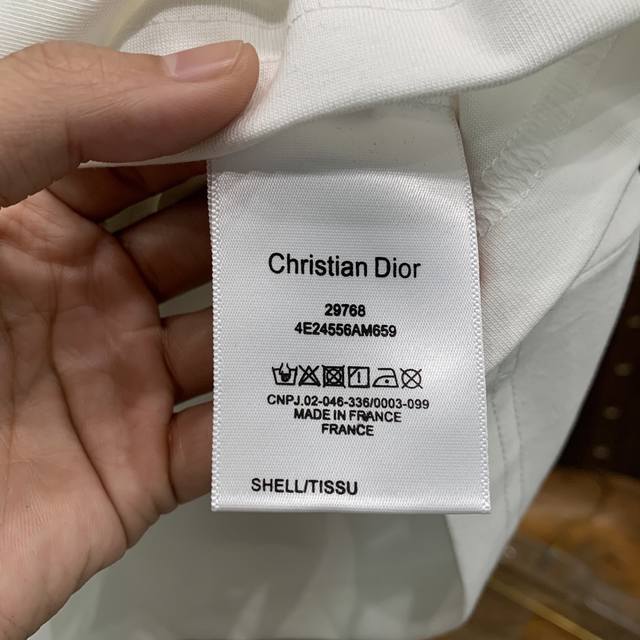 Christian Dior
29768
4E24556AM659
CNPJ.02-046-336/0003-099
MADE IN FRANCE
FRANCE
SHELL/TISSU